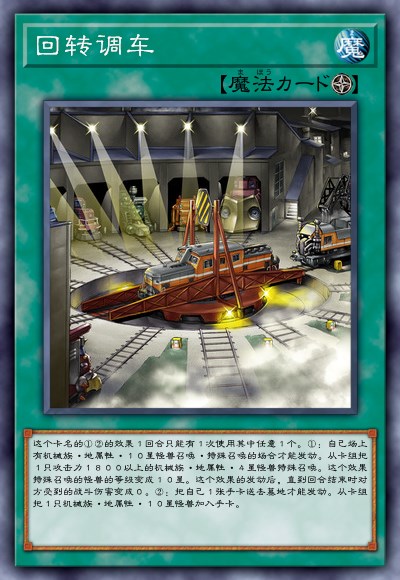 回转调车
魔
【魔法カード】
まほう
这个卡名的①②的效果1回合只能有1次使用其中任意1个。①：自己场上
有机械族·地属性·10星怪兽召唤·特殊召唤的场合才能发动。从卡组把
1只攻击力1800以上的机械族·地属性·4星怪兽特殊召唤。这个效果
特殊召唤的怪兽的等级变成10星。这个效果的发动后，直到回合结束时对
方受到的战斗伤害变成0。②：把自己1张手卡送去墓地才能发动。从卡组
把1只机械族·地属性·10星怪兽加入手卡。